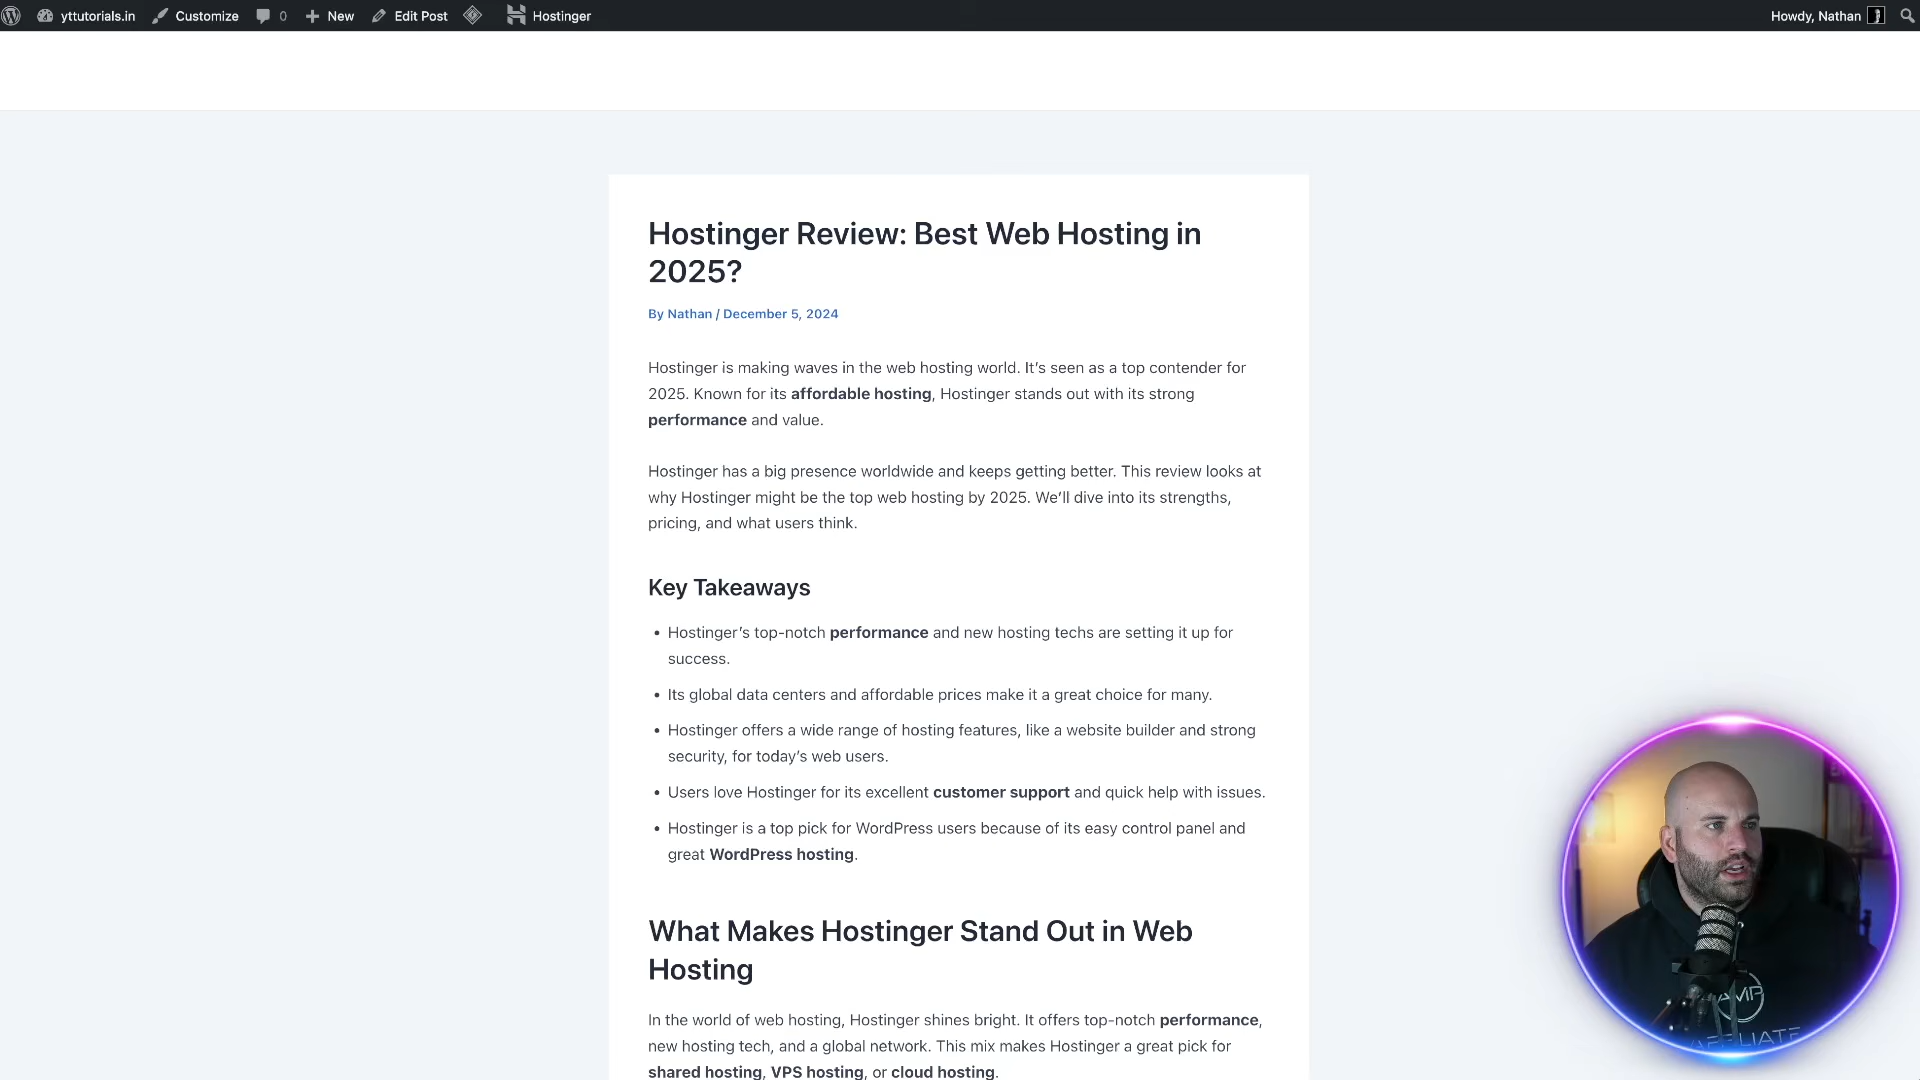 yttutorials.in Customize 0 New Edit Post Hostinger Howdy, Nathan
Hostinger Review: Best Web Hosting in
2025?
By Nathan / December 5, 2024
Hostinger is making waves in the web hosting world. It’s seen as a top contender for
2025. Known for its affordable hosting, Hostinger stands out with its strong
performance and value.
Hostinger has a big presence worldwide and keeps getting better. This review looks at
why Hostinger might be the top web hosting by 2025. We’ll dive into its strengths,
pricing, and what users think.
Key Takeaways
• Hostinger’s top-notch performance and new hosting techs are setting it up for
success.
• Its global data centers and affordable prices make it a great choice for many.
• Hostinger offers a wide range of hosting features, like a website builder and strong
security, for today’s web users.
• Users love Hostinger for its excellent customer support and quick help with issues.
• Hostinger is a top pick for WordPress users because of its easy control panel and
great WordPress hosting.
What Makes Hostinger Stand Out in Web
Hosting
In the world of web hosting, Hostinger shines bright. It offers top-notch performance,
new hosting tech, and a global network. This mix makes Hostinger a great pick for
shared hosting, VPS hosting, or cloud hosting.